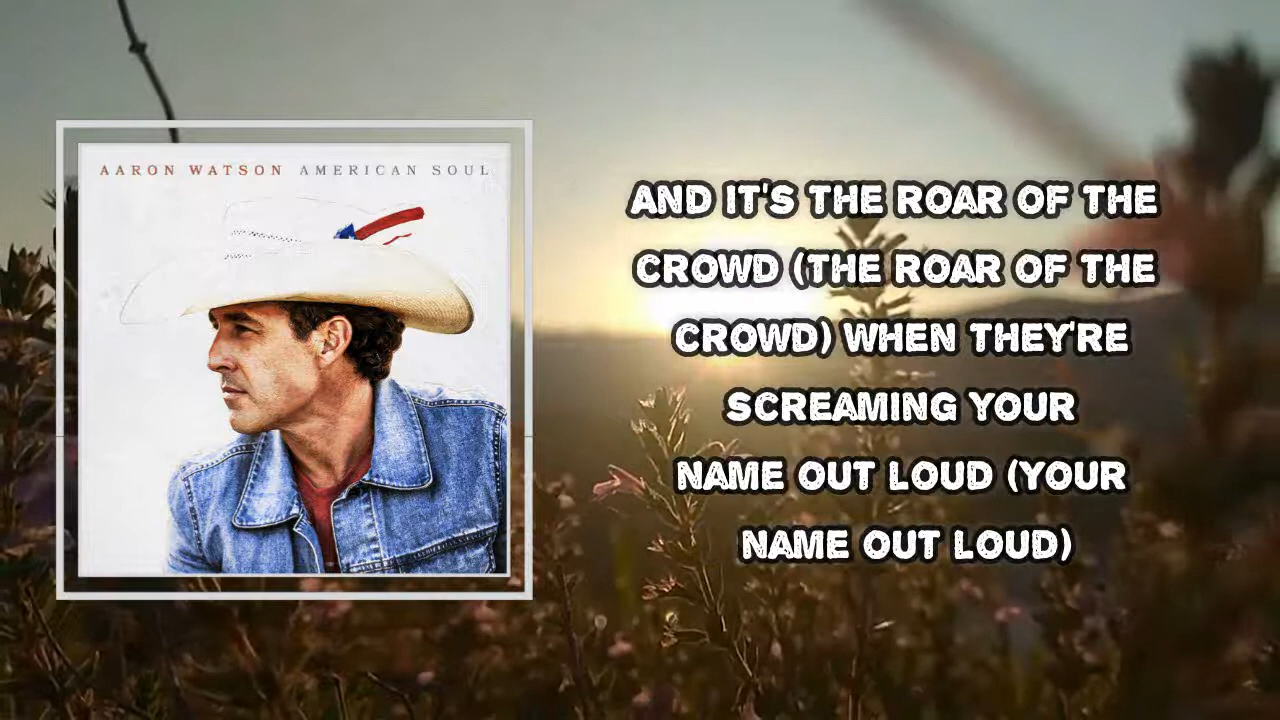 AARON WATSON AMERICAN SOUL
AND IT'S THE ROAR OF THE
CROWD (THE ROAR OF THE
CROWD) WHEN THEY'RE
SCREAMING YOUR
NAME OUT LOUD (YOUR
NAME OUT LOUD)